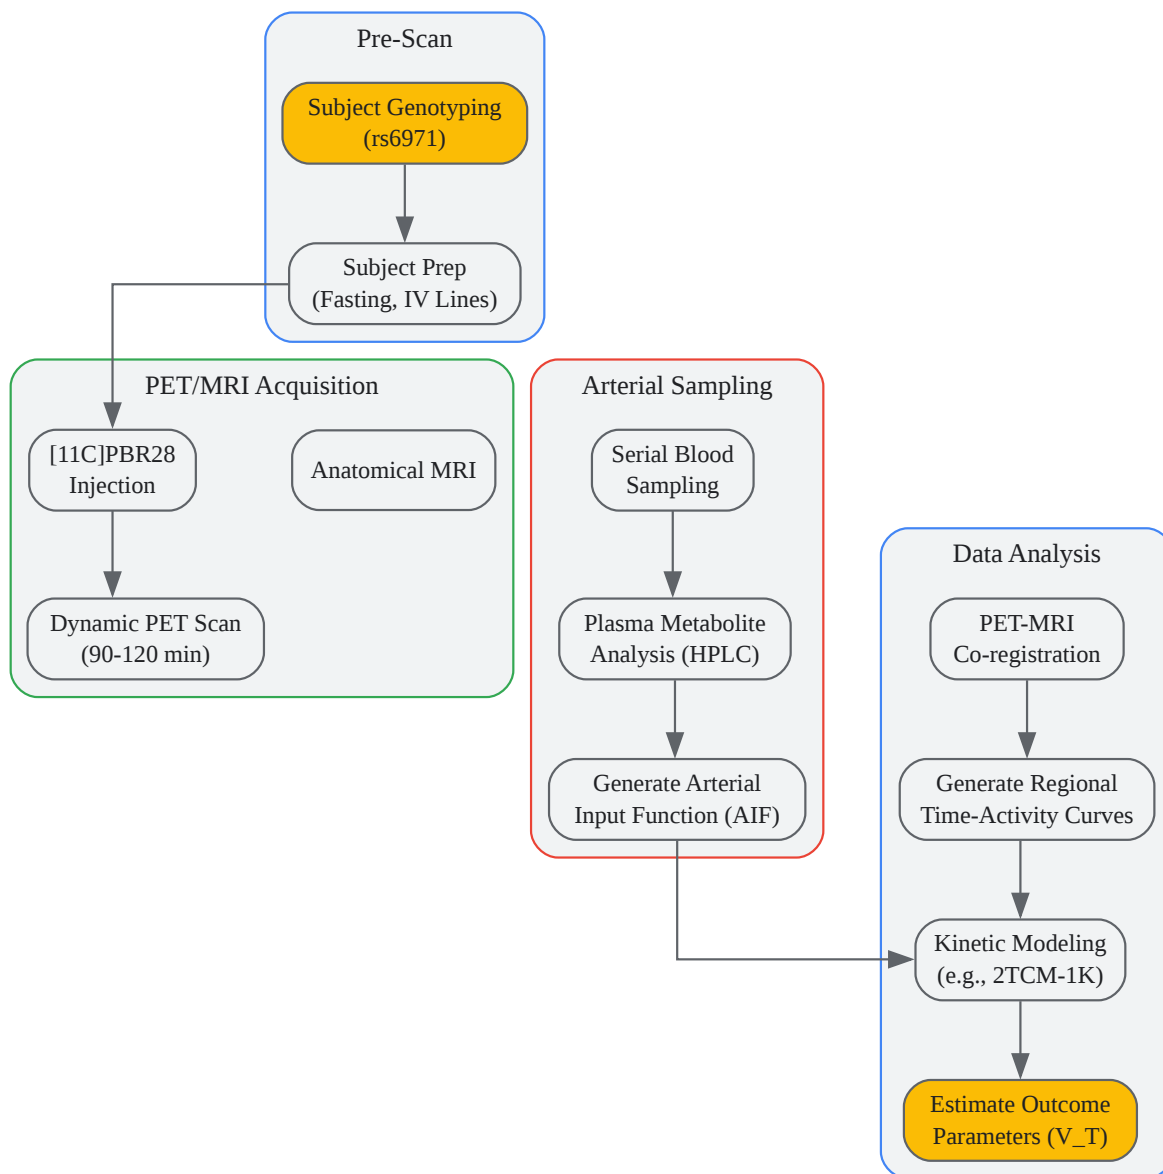 Pre-Scan
Subject Genotyping
(rs6971)
Subject Prep
(Fasting, IV Lines)
PET/MRI Acquisition
[11C]PBR28
Injection
Anatomical MRI
Dynamic PET Scan
(90-120 min)
Arterial Sampling
Serial Blood
Sampling
Plasma Metabolite
Analysis (HPLC)
Generate Arterial
Input Function (AIF)
Data Analysis
PET-MRI
Co-registration
Generate Regional
Time-Activity Curves
Kinetic Modeling
(e.g., 2TCM-1K)
Estimate Outcome
Parameters (V_T)